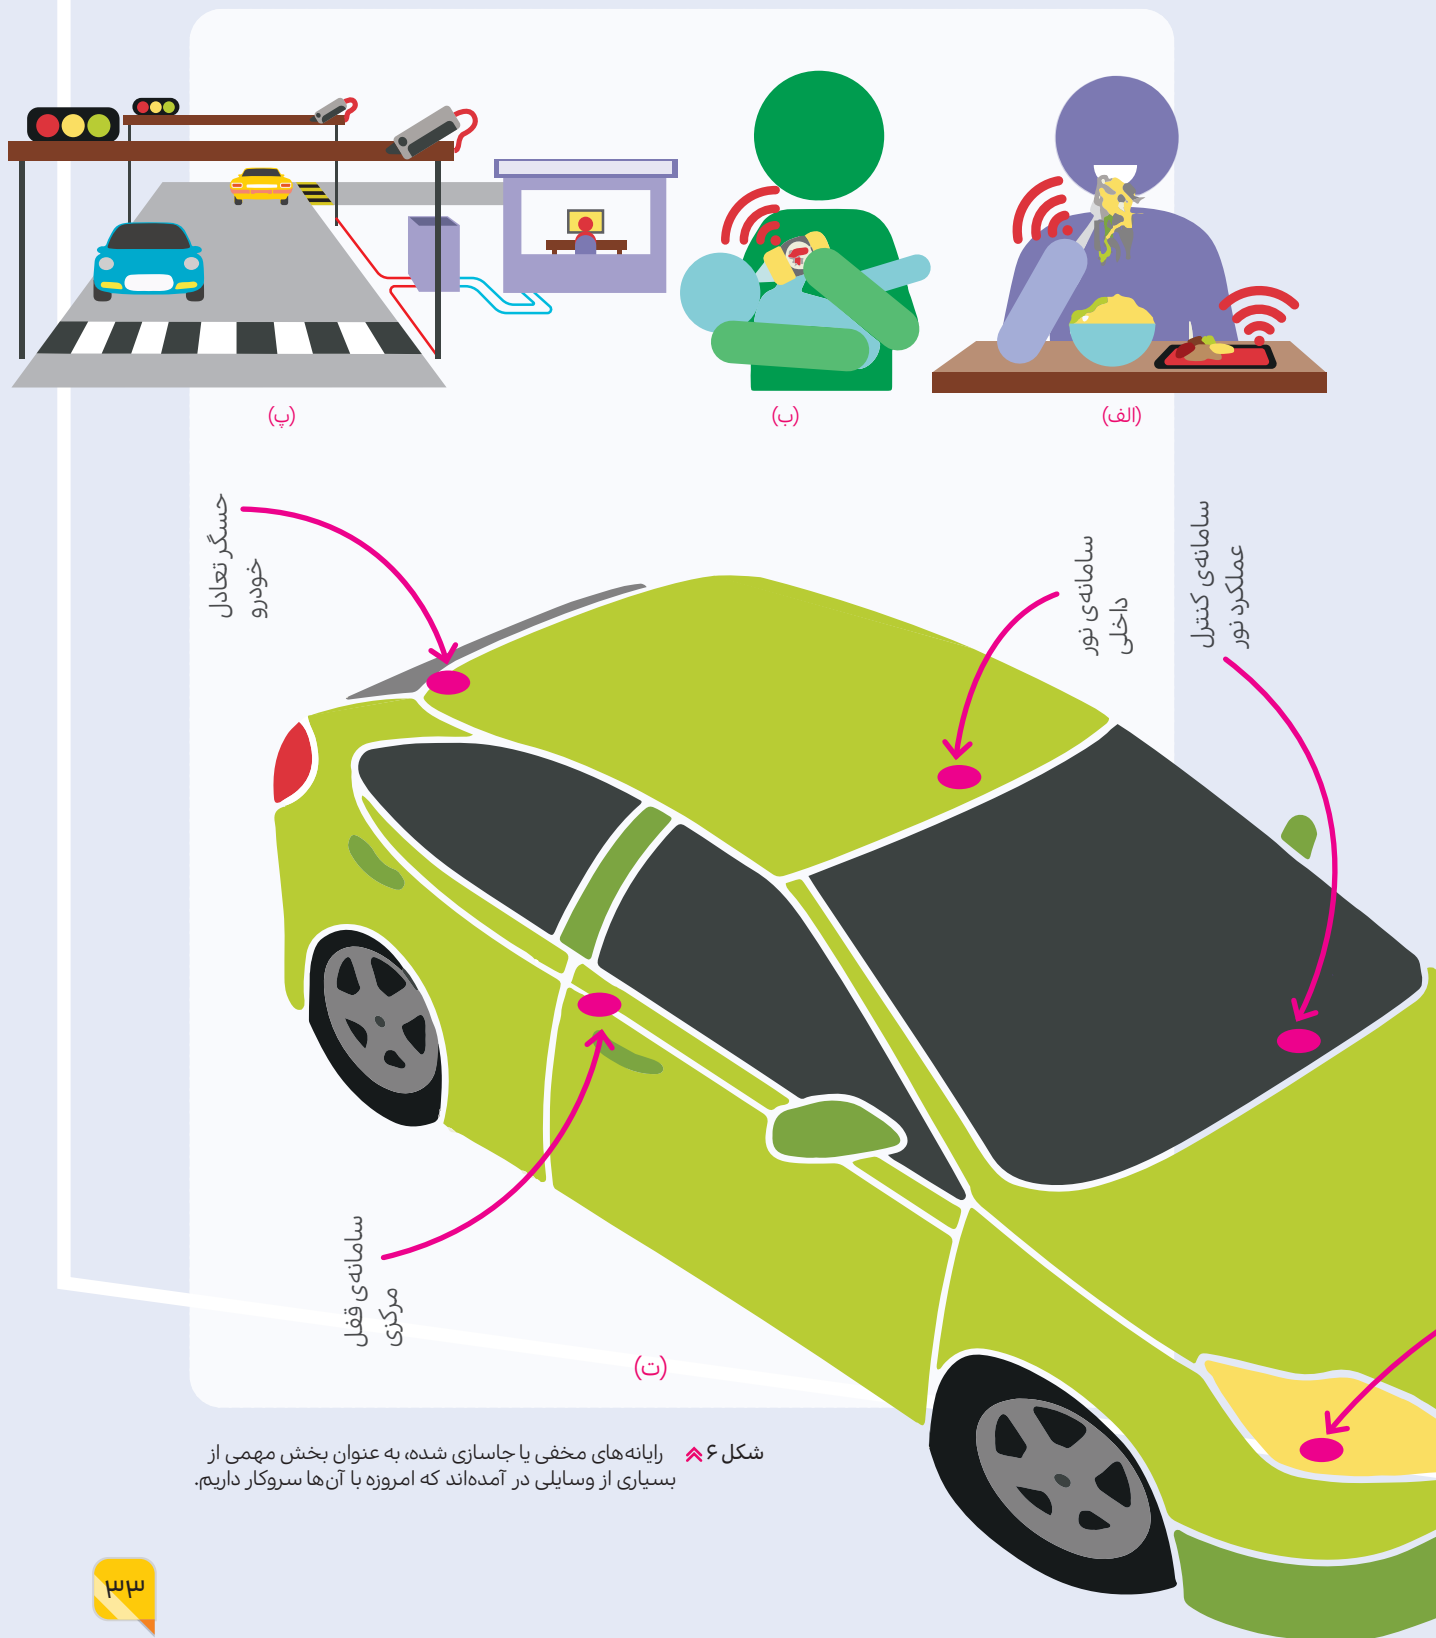 (الف)
(ب)
(پ)
سامانه‌ی کنترل
عملکرد نور
سامانه‌ی نور
داخلی
حسگر تعادل
خودرو
سامانه‌ی قفل
مرکزی
(ت)
شکل ۶ رایانه‌های مخفی یا جاسازی شده، به عنوان بخش مهمی از
بسیاری از وسایلی در آمده‌اند که امروزه با آن‌ها سروکار داریم.
۳۳